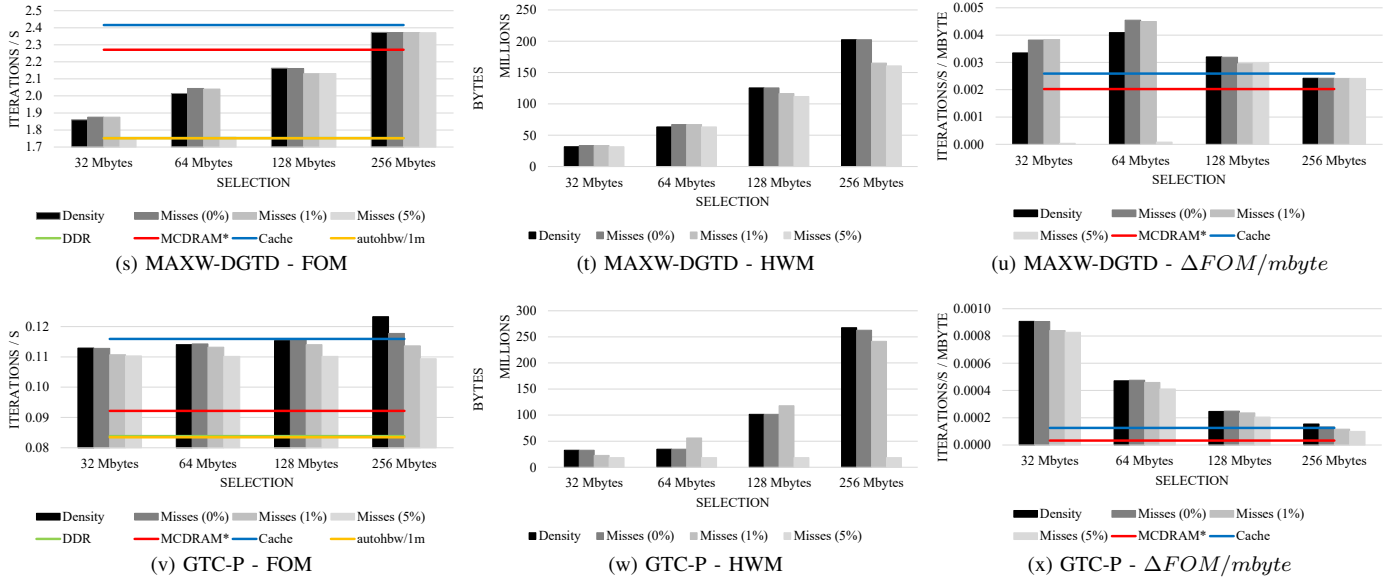 2.5
2.4
2.3
2.2
2.1
2.0
1.9
1.8
1.7
ITERATIONS / S
32 Mbytes 64 Mbytes 128 Mbytes 256 Mbytes
SELECTION
Density Misses (0%) Misses (1%) Misses (5%)
DDR MCDRAM* Cache autohbw/1m
(s) MAXW-DGTD - FOM
250
200
150
100
50
0
BYTES
MILLIONS
32 Mbytes 64 Mbytes 128 Mbytes 256 Mbytes
SELECTION
Density Misses (0%) Misses (1%) Misses (5%)
(t) MAXW-DGTD - HWM
0.005
0.004
0.003
0.002
0.001
0.000
ITERATIONS/S / MBYTE
32 Mbytes 64 Mbytes 128 Mbytes 256 Mbytes
SELECTION
Density Misses (0%) Misses (1%)
Misses (5%) MCDRAM* Cache
(u) MAXW-DGTD - ΔFOM/mbyte
0.12
0.11
0.10
0.09
0.08
ITERATIONS / S
32 Mbytes 64 Mbytes 128 Mbytes 256 Mbytes
SELECTION
Density Misses (0%) Misses (1%) Misses (5%)
DDR MCDRAM* Cache autohbw/1m
(v) GTC-P - FOM
300
250
200
150
100
50
0
BYTES
MILLIONS
32 Mbytes 64 Mbytes 128 Mbytes 256 Mbytes
SELECTION
Density Misses (0%) Misses (1%) Misses (5%)
(w) GTC-P - HWM
0.0010
0.0008
0.0006
0.0004
0.0002
0.0000
ITERATIONS/S / MBYTE
32 Mbytes 64 Mbytes 128 Mbytes 256 Mbytes
SELECTION
Density Misses (0%) Misses (1%)
Misses (5%) MCDRAM* Cache
(x) GTC-P - ΔFOM/mbyte